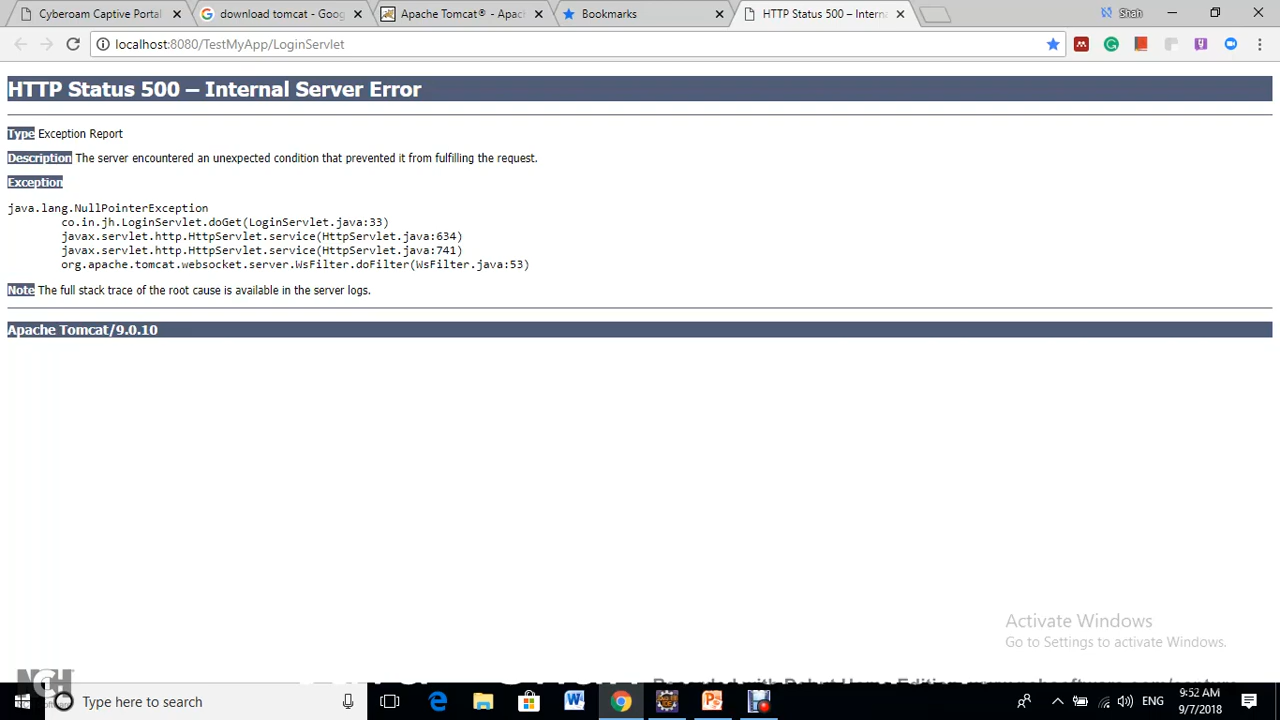 Cyberoam Captive Portal
download tomcat - Goog
Apache Tomcat® - Apac
Bookmarks
HTTP Status 500 – Intern
Shah
localhost:8080/TestMyApp/LoginServlet
HTTP Status 500 – Internal Server Error
Type Exception Report
Description The server encountered an unexpected condition that prevented it from fulfilling the request.
Exception
java.lang.NullPointerException
co.in.jh.LoginServlet.doGet(LoginServlet.java:33)
javax.servlet.http.HttpServlet.service(HttpServlet.java:634)
javax.servlet.http.HttpServlet.service(HttpServlet.java:741)
org.apache.tomcat.websocket.server.WsFilter.doFilter(WsFilter.java:53)
Note The full stack trace of the root cause is available in the server logs.
Apache Tomcat/9.0.10
Activate Windows
Go to Settings to activate Windows.
NCH
Type here to search
ENG
9:52 AM
9/7/2018